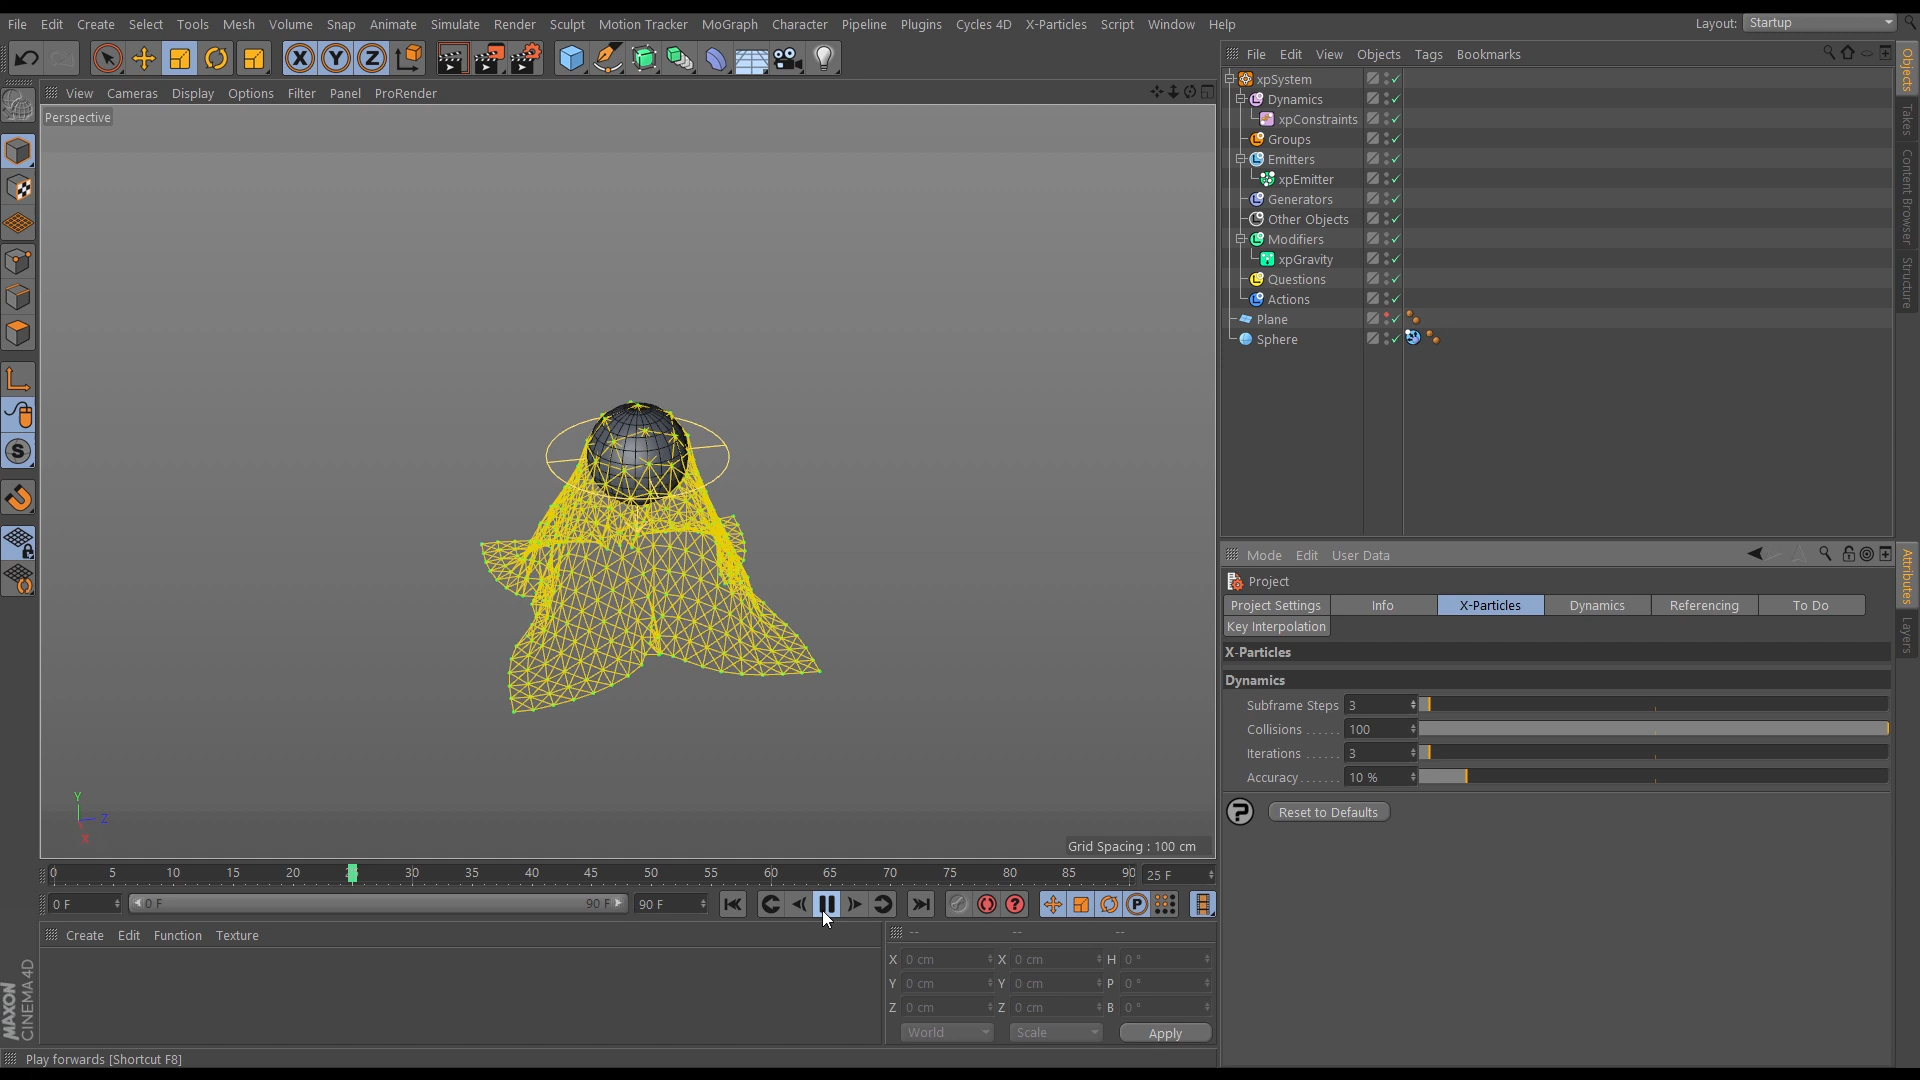 File Edit Create Select Tools Mesh Volume Snap Animate Simulate Render Sculpt Motion Tracker MoGraph Character Pipeline Plugins Cycles 4D X-Particles Script Window Help
Layout: Startup
File Edit View Objects Tags Bookmarks
View Cameras Display Options Filter Panel ProRender
Perspective
xpSystem
Dynamics
xpConstraints
Groups
Emitters
xpEmitter
Generators
Other Objects
Modifiers
xpGravity
Questions
Actions
Plane
Sphere
Objects
Takes
Content Browser
Structure
Mode Edit User Data
Project
Project Settings Info X-Particles Dynamics Referencing To Do
Key Interpolation
X-Particles
Dynamics
Subframe Steps 3
Collisions ...... 100
Iterations ...... 3
Accuracy....... 10 %
Reset to Defaults
Attributes
Layers
Y
Z
X
Grid Spacing : 100 cm
0 5 10 15 20 30 35 40 45 50 55 60 65 70 75 80 85 90 25 F
0 F 0 F 90 F 90 F
Create Edit Function Texture
-- -- --
X 0 cm X 0 cm H 0 °
Y 0 cm Y 0 cm P 0 °
Z 0 cm Z 0 cm B 0 °
World Scale Apply
MAXON
CINEMA 4D
Play forwards [Shortcut F8]